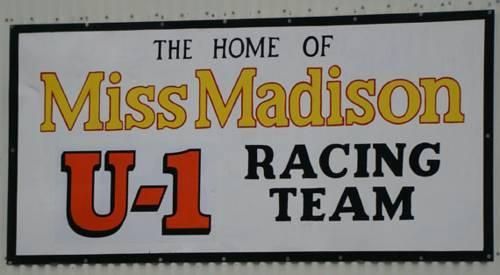 THE HOME OF
Miss Madison
U-1 RACING
TEAM